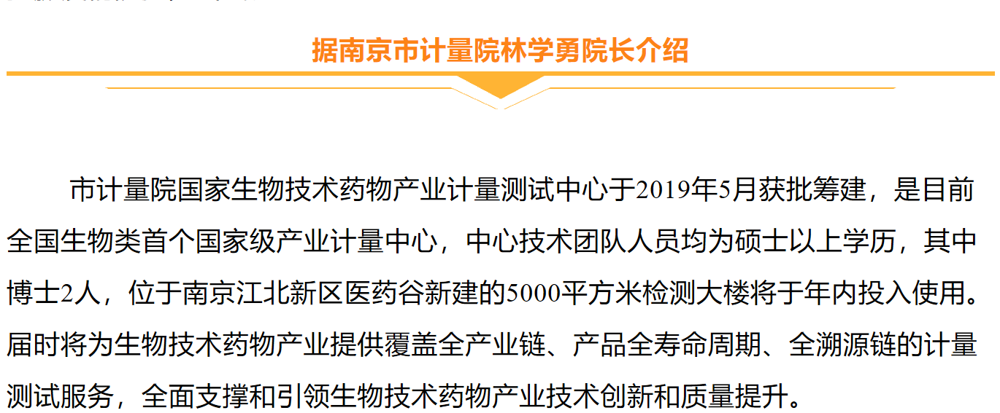 据南京市计量院林学勇院长介绍
市计量院国家生物技术药物产业计量测试中心于2019年5月获批筹建，是目前
全国生物类首个国家级产业计量中心，中心技术团队人员均为硕士以上学历，其中
博士2人，位于南京江北新区医药谷新建的5000平方米检测大楼将于年内投入使用。
届时将为生物技术药物产业提供覆盖全产业链、产品全寿命周期、全溯源链的计量
测试服务，全面支撑和引领生物技术药物产业技术创新和质量提升。